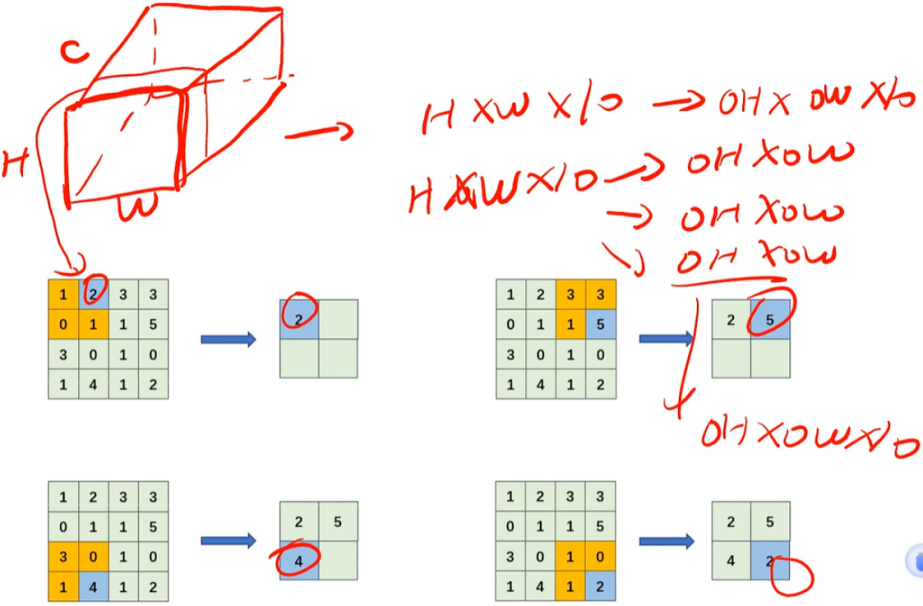 C
H
W
H X W X 10 → OH X OW X 10
H X W X 10 → OH X OW
→ OH X OW
→ OH X OW
OH X OW X 10
1 2 3 3
0 1 1 5
3 0 1 0
1 4 1 2
2
1 2 3 3
0 1 1 5
3 0 1 0
1 4 1 2
2 5
1 2 3 3
0 1 1 5
3 0 1 0
1 4 1 2
2 5
4
1 2 3 3
0 1 1 5
3 0 1 0
1 4 1 2
2 5
4 2